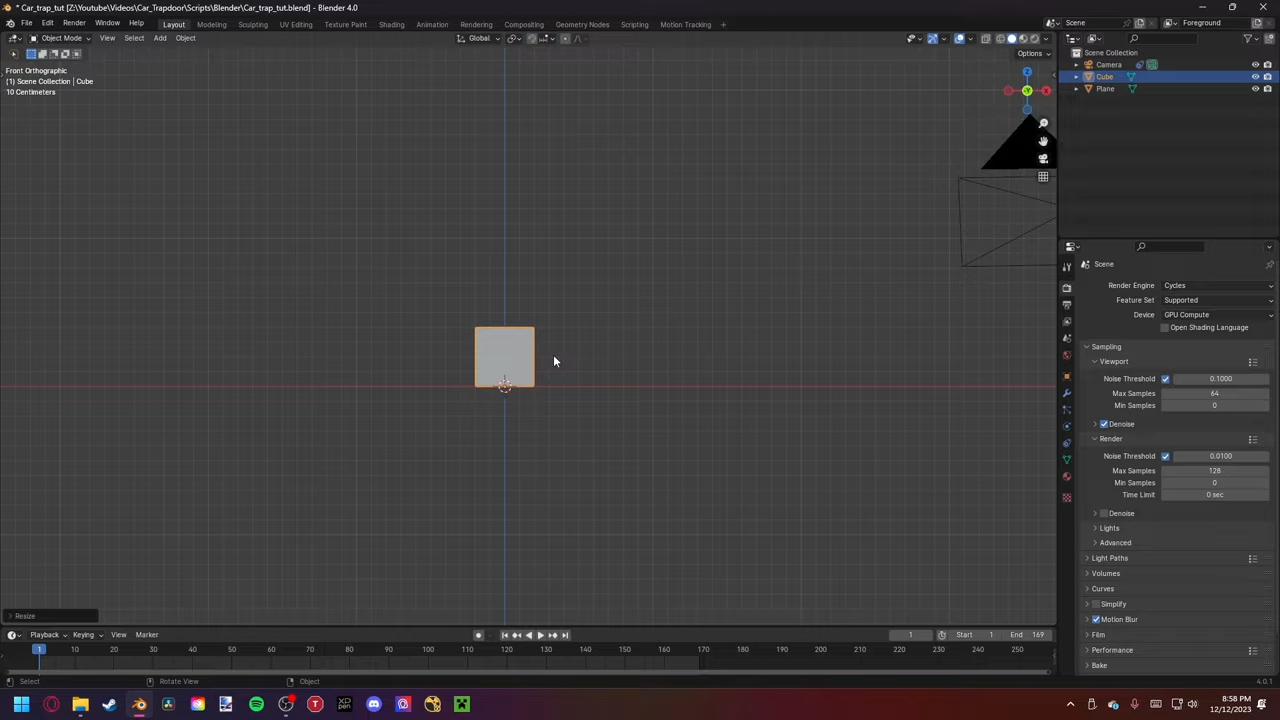 * Car_trap_tut [Z:\Youtube\Videos\Car_Trapdoor\Scripts\Blender\Car_trap_tut.blend] - Blender 4.0
File Edit Render Window Help Layout Modeling Sculpting UV Editing Texture Paint Shading Animation Rendering Compositing Geometry Nodes Scripting Motion Tracking + Scene Foreground
Object Mode View Select Add Object Global
Options
Front Orthographic
(1) Scene Collection | Cube
10 Centimeters
Z
-Y
X
Scene Collection
Camera
Cube
Plane
Scene
Render Engine Cycles
Feature Set Supported
Device GPU Compute
Open Shading Language
Sampling
Viewport
Noise Threshold 0.1000
Max Samples 64
Min Samples 0
Denoise
Render
Noise Threshold 0.0100
Max Samples 128
Min Samples 0
Time Limit 0 sec
Denoise
Lights
Advanced
Light Paths
Volumes
Curves
Simplify
Motion Blur
Film
Performance
Bake
Resize
Playback Keying View Marker 1 Start 1 End 169
1 10 20 30 40 50 60 70 80 90 100 110 120 130 140 150 160 170 180 190 200 210 220 230 240 250
Select Rotate View Object 4.0.1
8:58 PM
12/12/2023